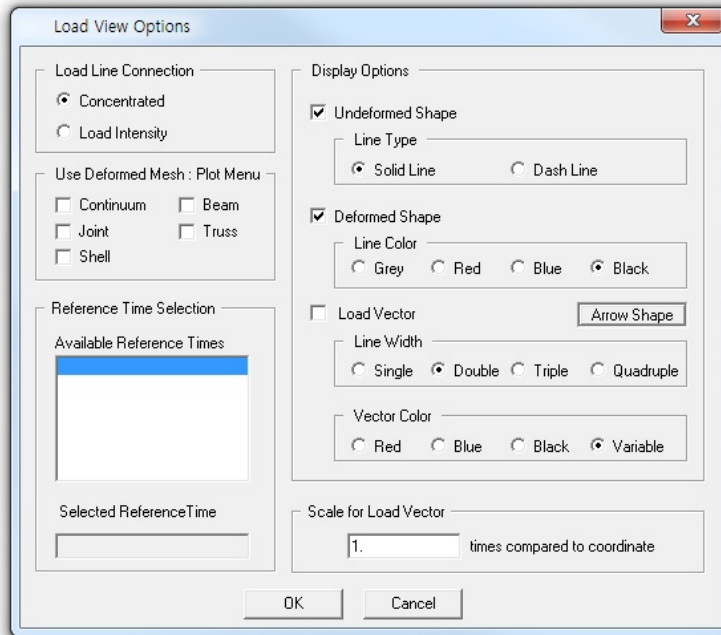 Load View Options
Load Line Connection
Concentrated
Load Intensity
Use Deformed Mesh : Plot Menu
Continuum Beam
Joint Truss
Shell
Reference Time Selection
Available Reference Times
Selected ReferenceTime
Display Options
Undeformed Shape
Line Type
Solid Line Dash Line
Deformed Shape
Line Color
Grey Red Blue Black
Load Vector Arrow Shape
Line Width
Single Double Triple Quadruple
Vector Color
Red Blue Black Variable
Scale for Load Vector
1. times compared to coordinate
OK Cancel